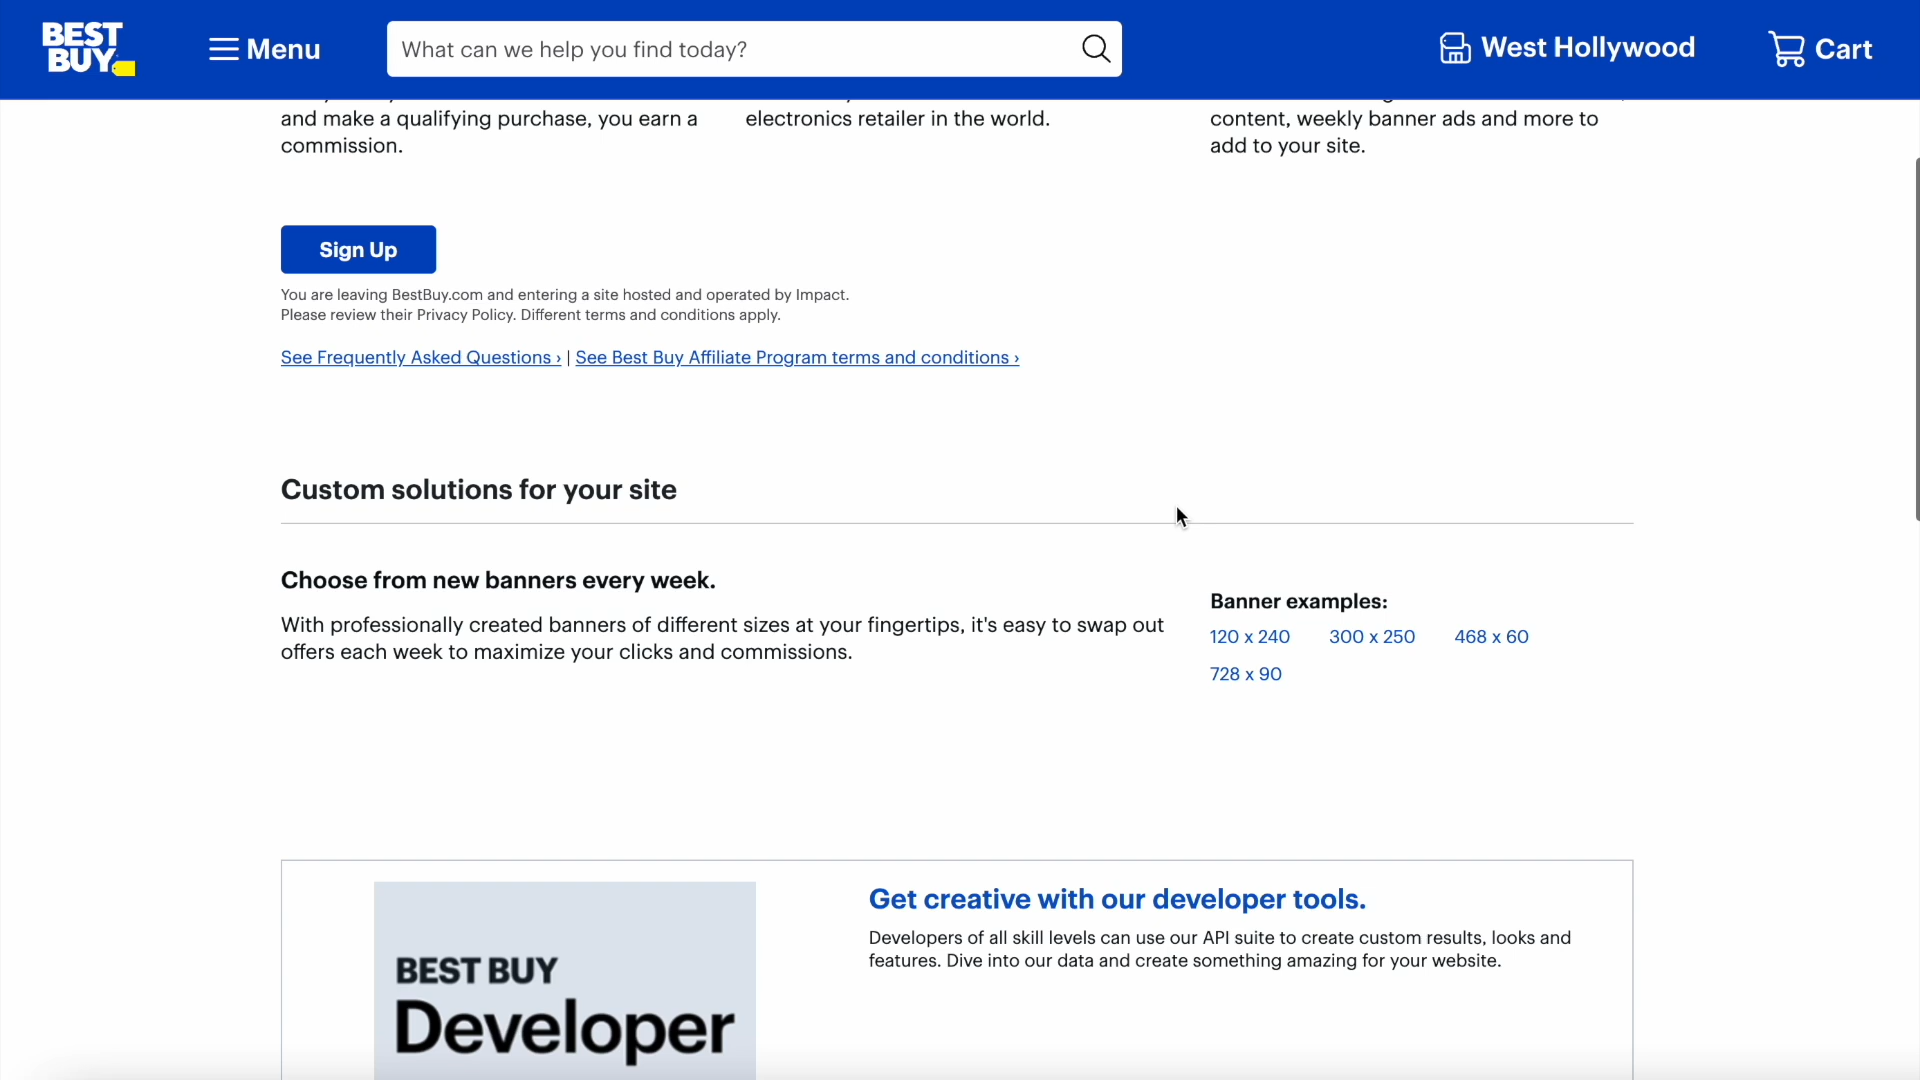 BEST BUY
Menu
What can we help you find today?
West Hollywood
Cart
and make a qualifying purchase, you earn a
commission.
electronics retailer in the world.
content, weekly banner ads and more to
add to your site.
Sign Up
You are leaving BestBuy.com and entering a site hosted and operated by Impact.
Please review their Privacy Policy. Different terms and conditions apply.
See Frequently Asked Questions › | See Best Buy Affiliate Program terms and conditions ›
Custom solutions for your site
Choose from new banners every week.
With professionally created banners of different sizes at your fingertips, it's easy to swap out
offers each week to maximize your clicks and commissions.
Banner examples:
120 x 240 300 x 250 468 x 60
728 x 90
BEST BUY
Developer
Get creative with our developer tools.
Developers of all skill levels can use our API suite to create custom results, looks and
features. Dive into our data and create something amazing for your website.